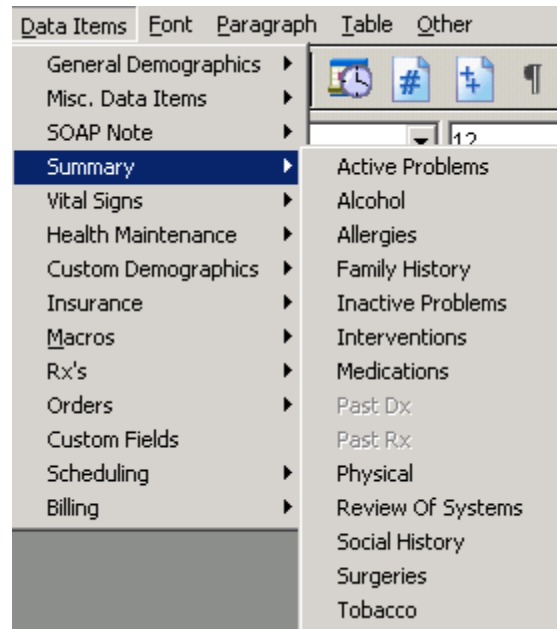 Data Items Font Paragraph Table Other
General Demographics
Misc. Data Items
SOAP Note
Summary
Vital Signs
Health Maintenance
Custom Demographics
Insurance
Macros
Rx's
Orders
Custom Fields
Scheduling
Billing
# ¶
12
Active Problems
Alcohol
Allergies
Family History
Inactive Problems
Interventions
Medications
Past Dx
Past Rx
Physical
Review Of Systems
Social History
Surgeries
Tobacco